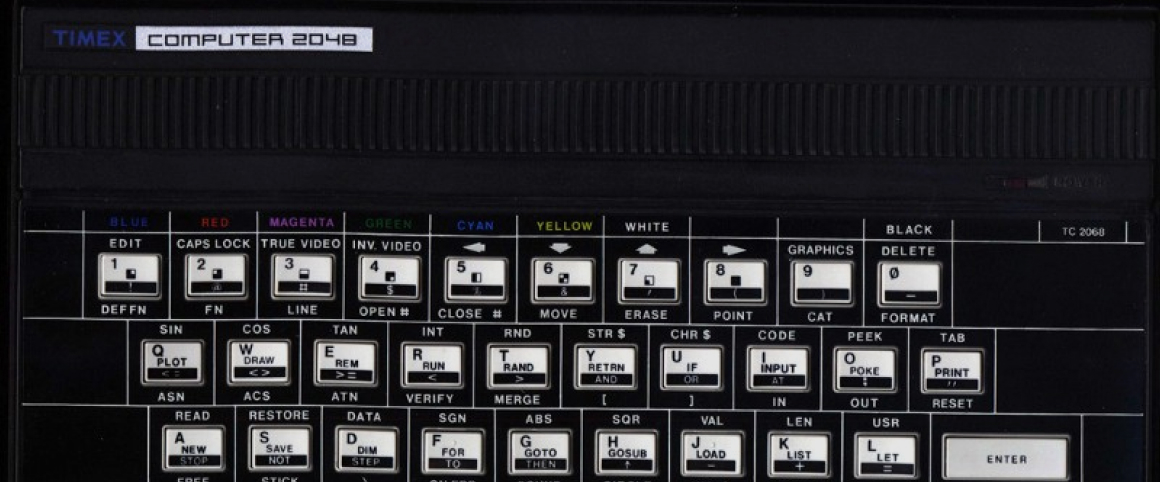 TIMEX COMPUTER 2048
BLUE RED MAGENTA GREEN CYAN YELLOW WHITE BLACK TC 2068
EDIT CAPS LOCK TRUE VIDEO INV. VIDEO GRAPHICS DELETE
1 2 3 4 5 6 7 8 9 0
! @ # $ % & ' ( ) _
DEF FN FN LINE OPEN # CLOSE # MOVE ERASE POINT CAT FORMAT
SIN COS TAN INT RND STR $ CHR $ CODE PEEK TAB
Q W E R T Y U I O P
PLOT DRAW REM RUN RAND RETRN IF INPUT POKE PRINT
<= <> >= < > AND OR AT ; "
ASN ACS ATN VERIFY MERGE [ ] IN OUT RESET
READ RESTORE DATA SGN ABS SQR VAL LEN USR
A S D F G H J K L
NEW SAVE DIM FOR GOTO GOSUB LOAD LIST LET ENTER
STOP NOT STEP TO THEN ↑ − + =